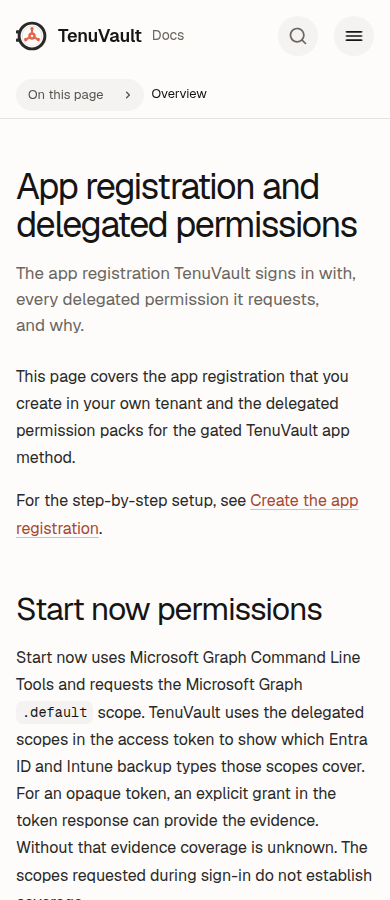 TenuVault Docs
On this page
Overview
App registration and
delegated permissions
The app registration TenuVault signs in with,
every delegated permission it requests,
and why.
This page covers the app registration that you
create in your own tenant and the delegated
permission packs for the gated TenuVault app
method.
For the step-by-step setup, see Create the app
registration.
Start now permissions
Start now uses Microsoft Graph Command Line
Tools and requests the Microsoft Graph
.default scope. TenuVault uses the delegated
scopes in the access token to show which Entra
ID and Intune backup types those scopes cover.
For an opaque token, an explicit grant in the
token response can provide the evidence.
Without that evidence coverage is unknown. The
scopes requested during sign-in do not establish